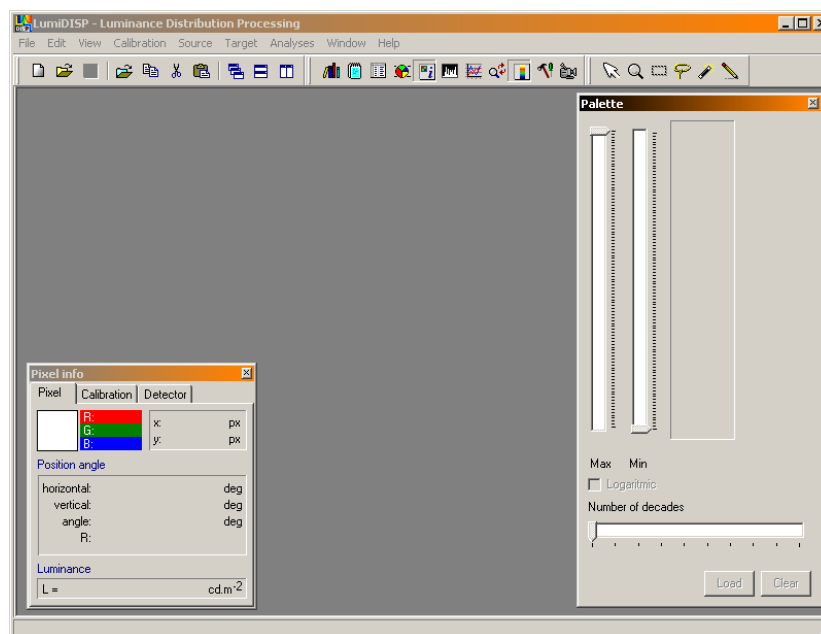 LumiDISP - Luminance Distribution Processing
File Edit View Calibration Source Target Analyses Window Help
Palette
Max Min
Logaritmic
Number of decades
Load Clear
Pixel info
Pixel Calibration Detector
R:
G:
B:
x: px
y: px
Position angle
horizontal: deg
vertical: deg
angle: deg
R:
Luminance
L = cd.m-2